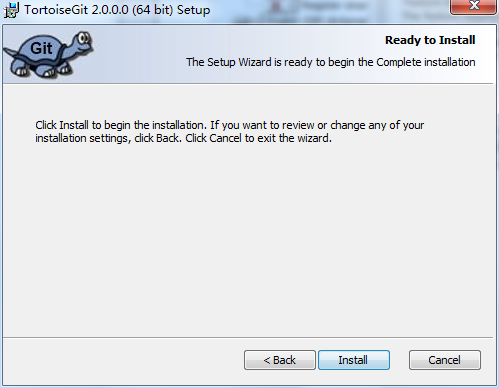 TortoiseGit 2.0.0.0 (64 bit) Setup
Git
Ready to Install
The Setup Wizard is ready to begin the Complete installation
Click Install to begin the installation. If you want to review or change any of your
installation settings, click Back. Click Cancel to exit the wizard.
< Back
Install
Cancel